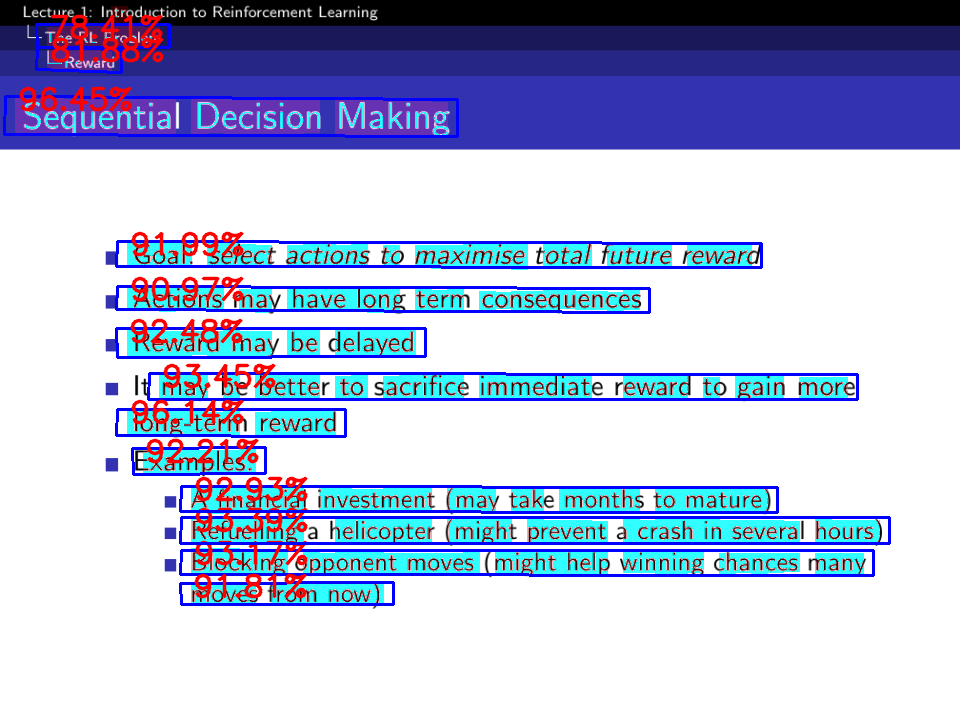 Lecture 1: Introduction to Reinforcement Learning
78.41%
The RL Problem
81.88%
Reward
96.45%
Sequential Decision Making
91.99%
Goal: select actions to maximise total future reward
90.97%
Actions may have long term consequences
92.48%
Reward may be delayed
93.45%
It may be better to sacrifice immediate reward to gain more
96.14%
long-term reward
92.21%
Examples:
92.93%
A financial investment (may take months to mature)
93.39%
Refuelling a helicopter (might prevent a crash in several hours)
93.17%
Blocking opponent moves (might help winning chances many
91.81%
moves from now)